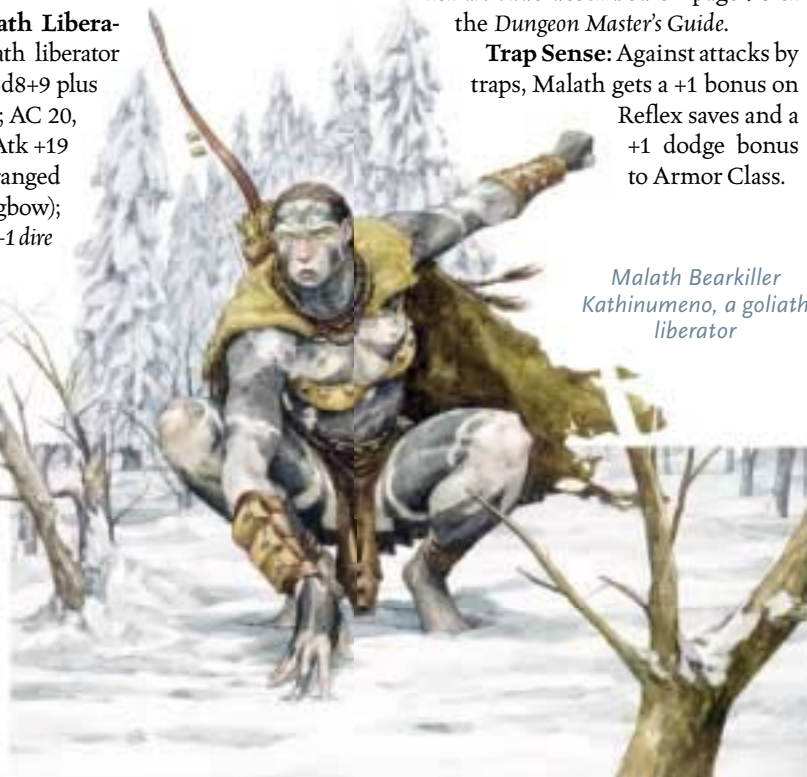 ath Libera-
ath liberator
d8+9 plus
; AC 20,
Atk +19
ranged
gbow);
-1 dire
the Dungeon Master's Guide.
Trap Sense: Against attacks by
traps, Malath gets a +1 bonus on
Reflex saves and a
+1 dodge bonus
to Armor Class.
Malath Bearkiller
Kathinumeno, a goliath
liberator